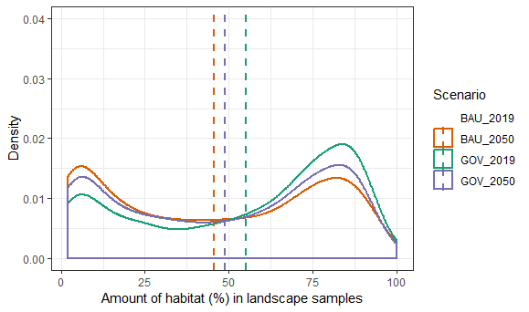 0.04
0.03
0.02
0.01
0.00
Density
0
25
50
75
100
Amount of habitat (%) in landscape samples
Scenario
BAU_2019
BAU_2050
GOV_2019
GOV_2050